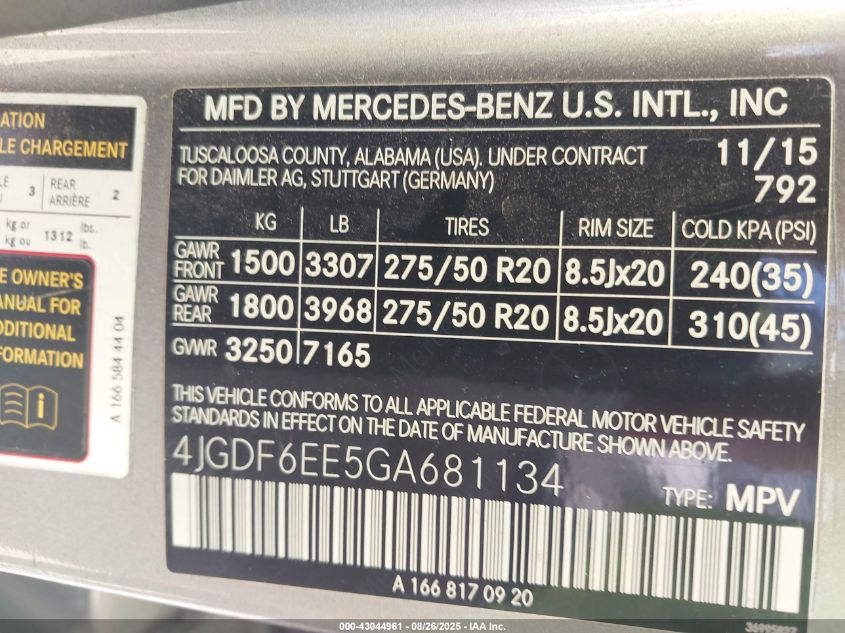 ATION
LE CHARGEMENT
3 REAR 2
ARRIÈRE
kg or 1312 lbs.
kg ou lb.
E OWNER'S
ANUAL FOR
DDITIONAL
FORMATION
A 166 584 44 04
MFD BY MERCEDES-BENZ U.S. INTL., INC
TUSCALOOSA COUNTY, ALABAMA (USA). UNDER CONTRACT 11/15
FOR DAIMLER AG, STUTTGART (GERMANY) 792
KG LB TIRES RIM SIZE COLD KPA (PSI)
GAWR FRONT 1500 3307 275/50 R20 8.5Jx20 240(35)
GAWR REAR 1800 3968 275/50 R20 8.5Jx20 310(45)
GVWR 3250 7165
THIS VEHICLE CONFORMS TO ALL APPLICABLE FEDERAL MOTOR VEHICLE SAFETY
STANDARDS IN EFFECT ON THE DATE OF MANUFACTURE SHOWN ABOVE.
4JGDF6EE5GA681134
TYPE: MPV
A 166 817 09 20
000-43044961 - 08/26/2025 - IAA Inc.